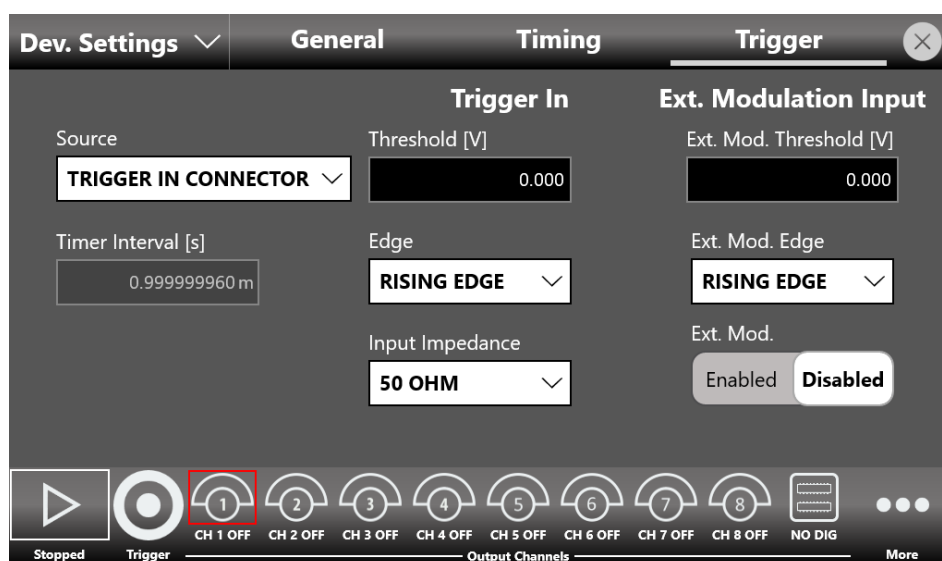 Dev. Settings General Timing Trigger
Trigger In Ext. Modulation Input
Source Threshold [V] Ext. Mod. Threshold [V]
TRIGGER IN CONNECTOR 0.000 0.000
Timer Interval [s] Edge Ext. Mod. Edge
0.999999960 m RISING EDGE RISING EDGE
Input Impedance Ext. Mod.
50 OHM Enabled Disabled
1 2 3 4 5 6 7 8
CH 1 OFF CH 2 OFF CH 3 OFF CH 4 OFF CH 5 OFF CH 6 OFF CH 7 OFF CH 8 OFF NO DIG
Stopped Trigger Output Channels More